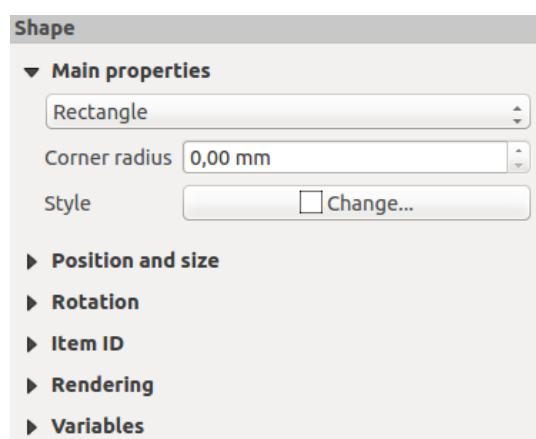 Shape
Main properties
Rectangle
Corner radius 0,00 mm
Style Change...
Position and size
Rotation
Item ID
Rendering
Variables